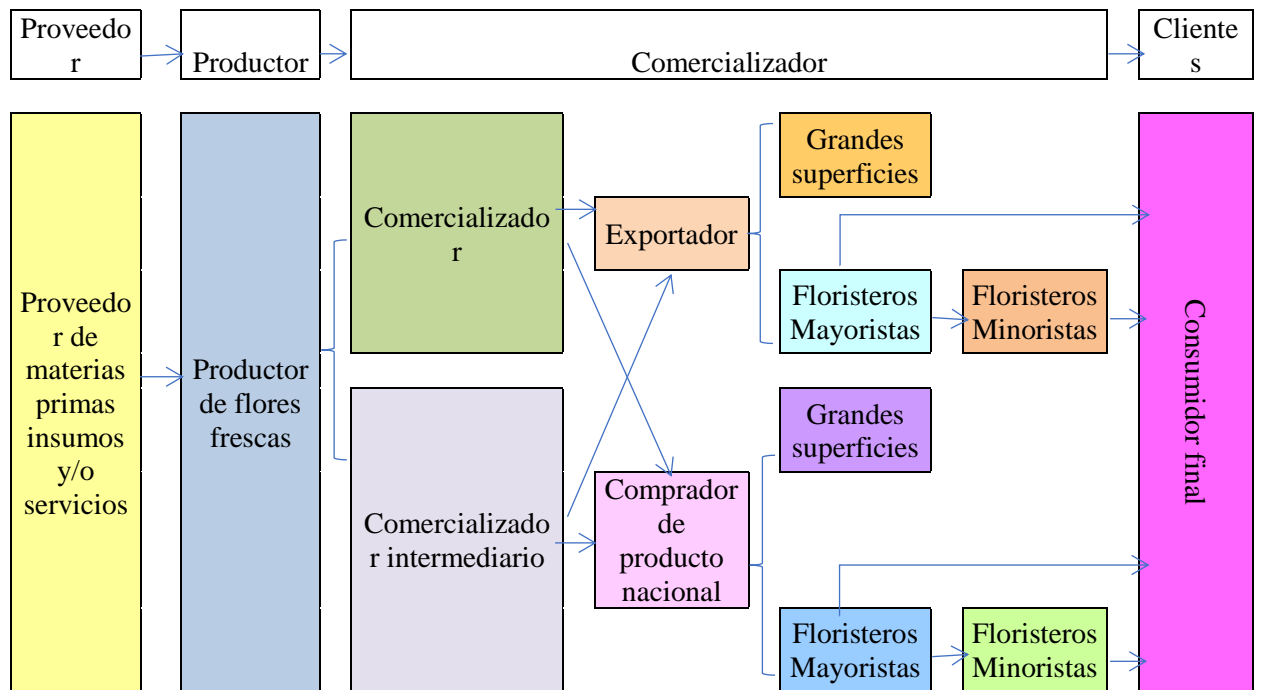 Proveedo
r
Productor
Comercializador
Cliente
s
Proveedo
r de
materias
primas
insumos
y/o
servicios
Productor
de flores
frescas
Comercializado
r
Comercializado
r intermediario
Exportador
Comprador
de
producto
nacional
Grandes
superficies
Floristeros
Mayoristas
Floristeros
Minoristas
Grandes
superficies
Floristeros
Mayoristas
Floristeros
Minoristas
Consumidor final